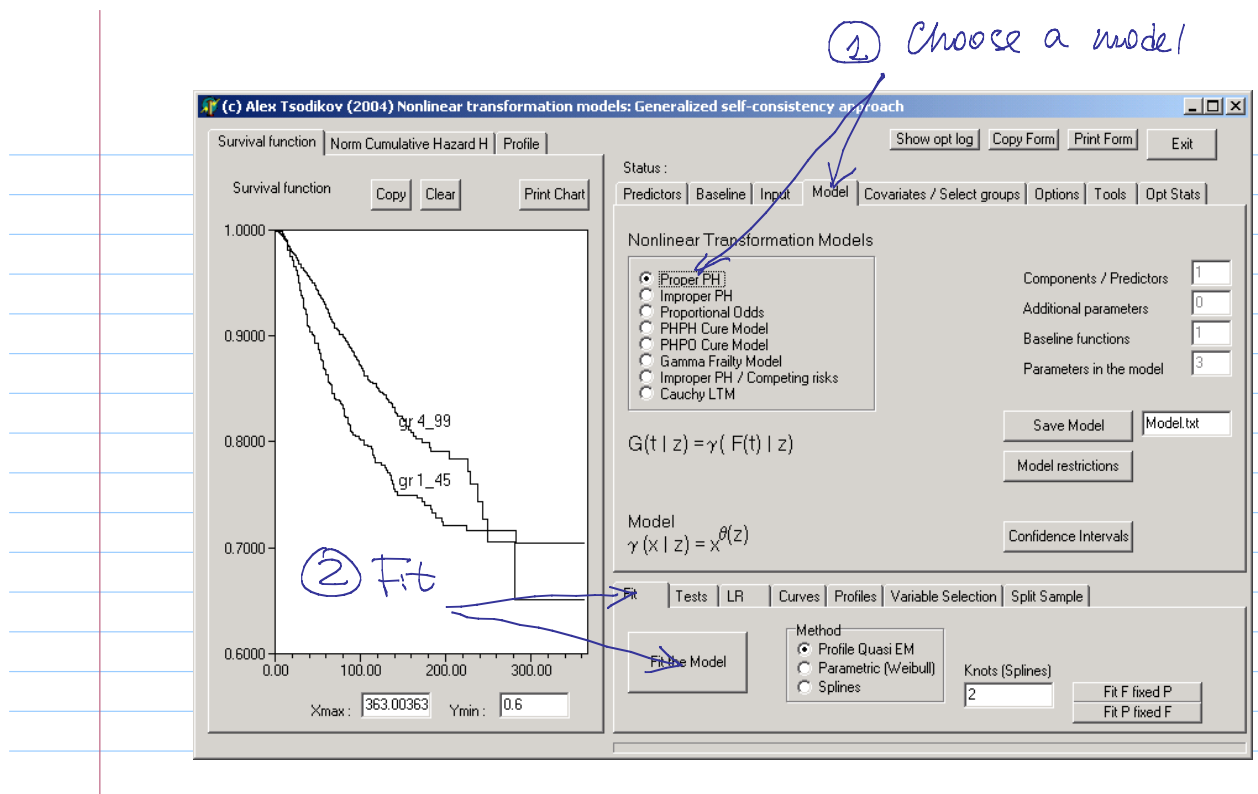 1. Choose a model
(c) Alex Tsodikov (2004) Nonlinear transformation models: Generalized self-consistency approach
Survival function Norm Cumulative Hazard H Profile
Show opt log Copy Form Print Form Exit
Status :
Survival function Copy Clear Print Chart
Predictors Baseline Input Model Covariates / Select groups Options Tools Opt Stats
1.0000
0.9000
0.8000
0.7000
0.6000
gr 4_99
gr 1_45
0.00 100.00 200.00 300.00
Xmax : 363.00363 Ymin : 0.6
Nonlinear Transformation Models
Proper PH
Improper PH
Proportional Odds
PHPH Cure Model
PHPO Cure Model
Gamma Frailty Model
Improper PH / Competing risks
Cauchy LTM
Components / Predictors 1
Additional parameters 0
Baseline functions 1
Parameters in the model 3
Save Model Model.txt
Model restrictions
G(t | z) = γ( F(t) | z)
Model
γ (x | z) = x^θ(z)
Confidence Intervals
2 Fit
Fit Tests LR Curves Profiles Variable Selection Split Sample
Fit the Model
Method
Profile Quasi EM
Parametric (Weibull)
Splines
Knots (Splines)
2
Fit F fixed P
Fit P fixed F